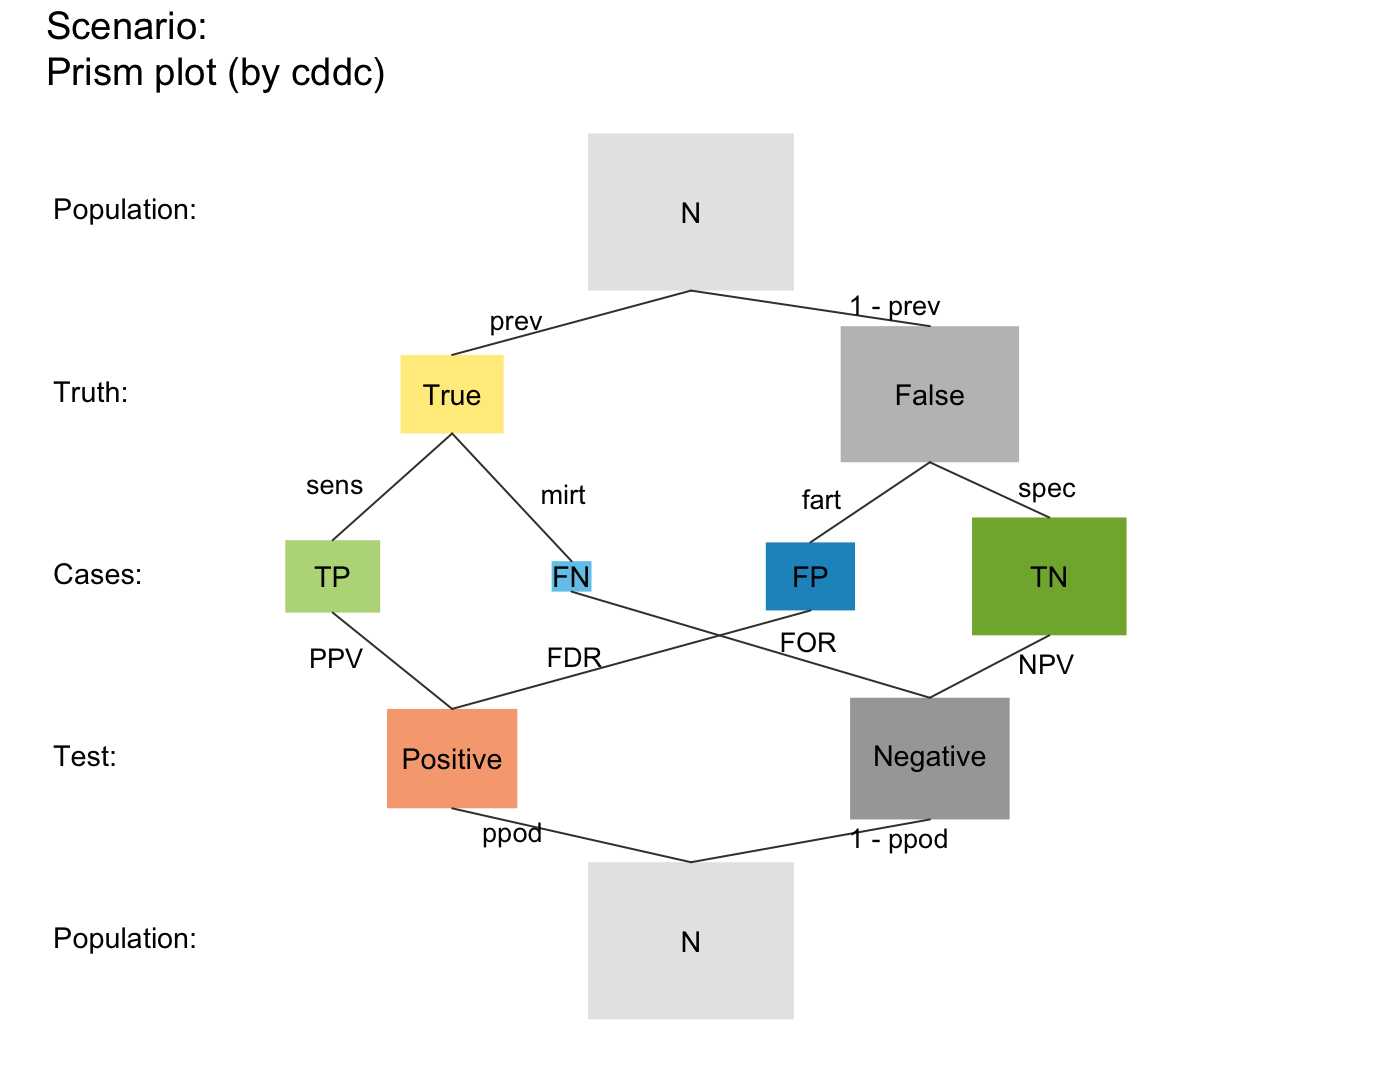 Scenario:
Prism plot (by cddc)
Population:
N
prev
1 - prev
Truth:
True
False
sens
mirt
fart
spec
Cases:
TP
FN
FP
TN
PPV
FDR
FOR
NPV
Test:
Positive
Negative
ppod
1 - ppod
Population:
N